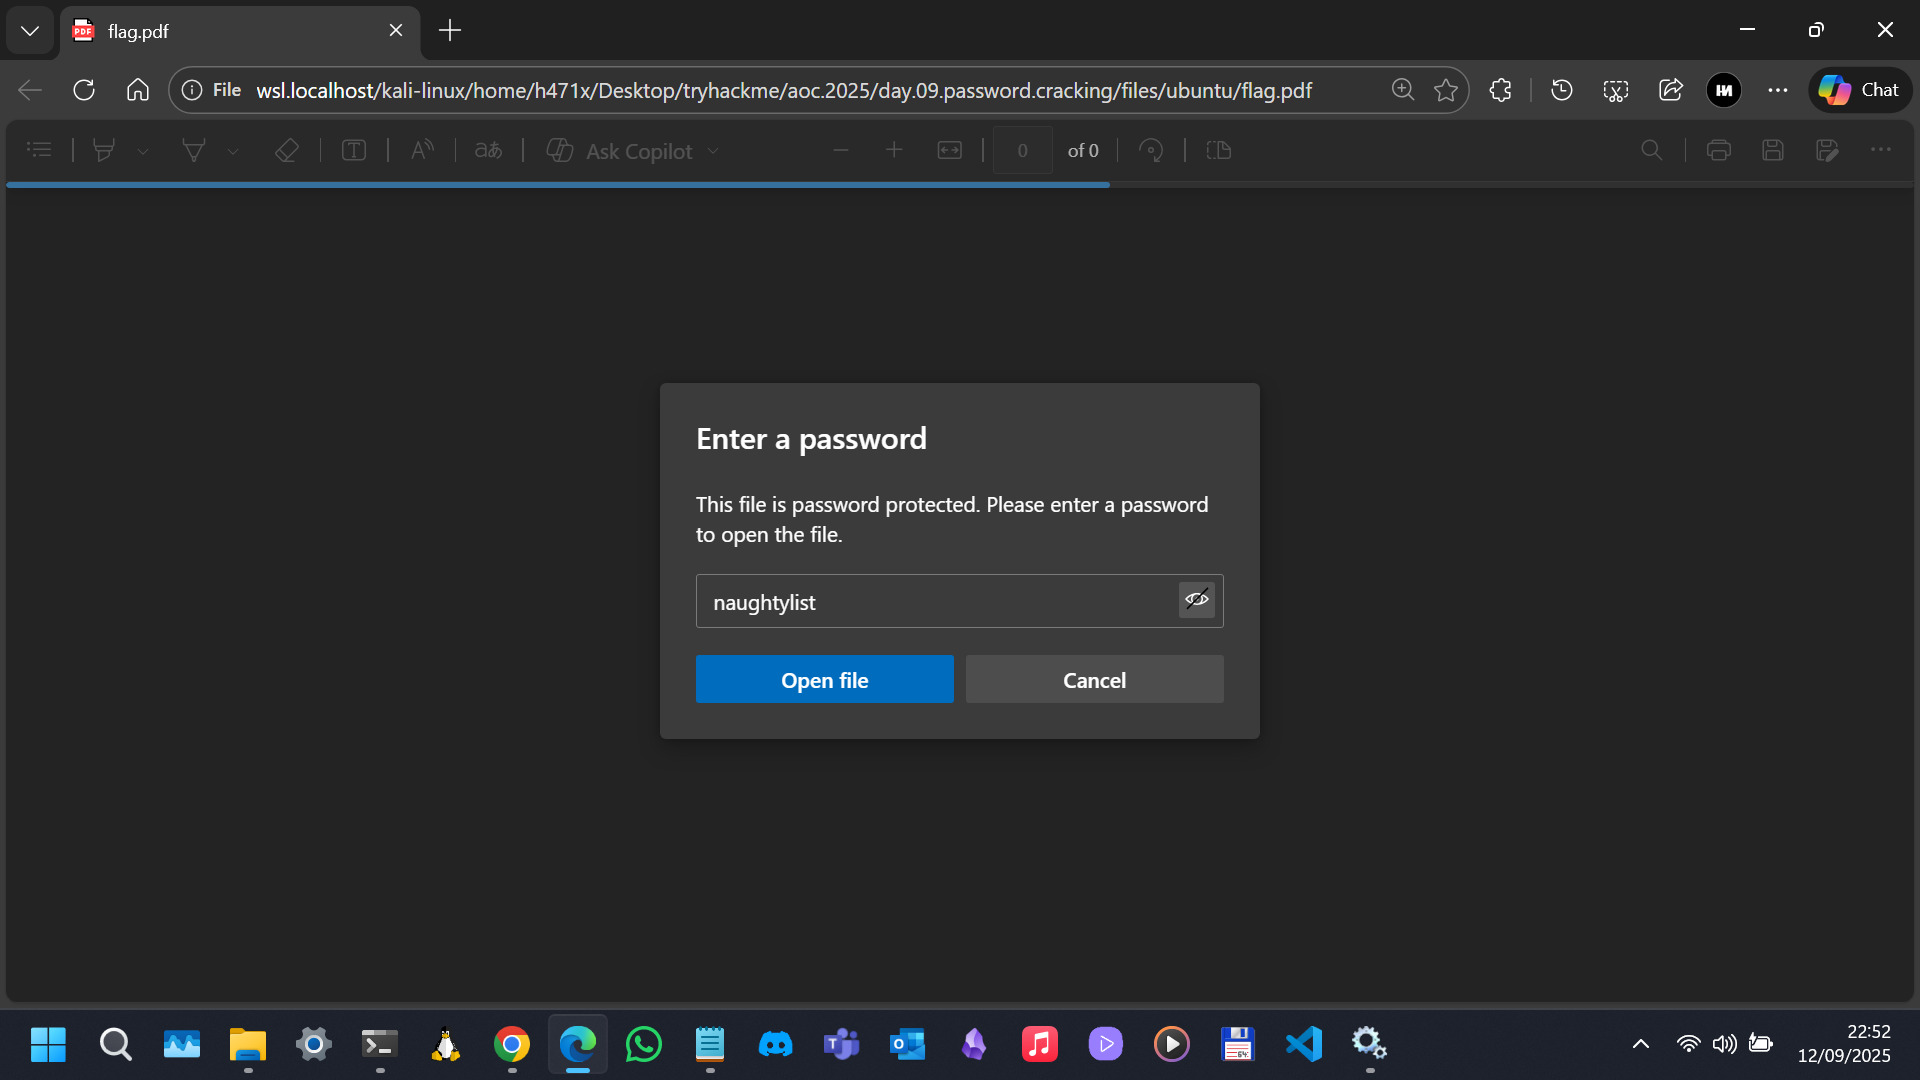 flag.pdf
File wsl.localhost/kali-linux/home/h471x/Desktop/tryhackme/aoc.2025/day.09.password.cracking/files/ubuntu/flag.pdf
Chat
Ask Copilot
0 of 0
Enter a password
This file is password protected. Please enter a password
to open the file.
naughtylist
Open file
Cancel
22:52
12/09/2025